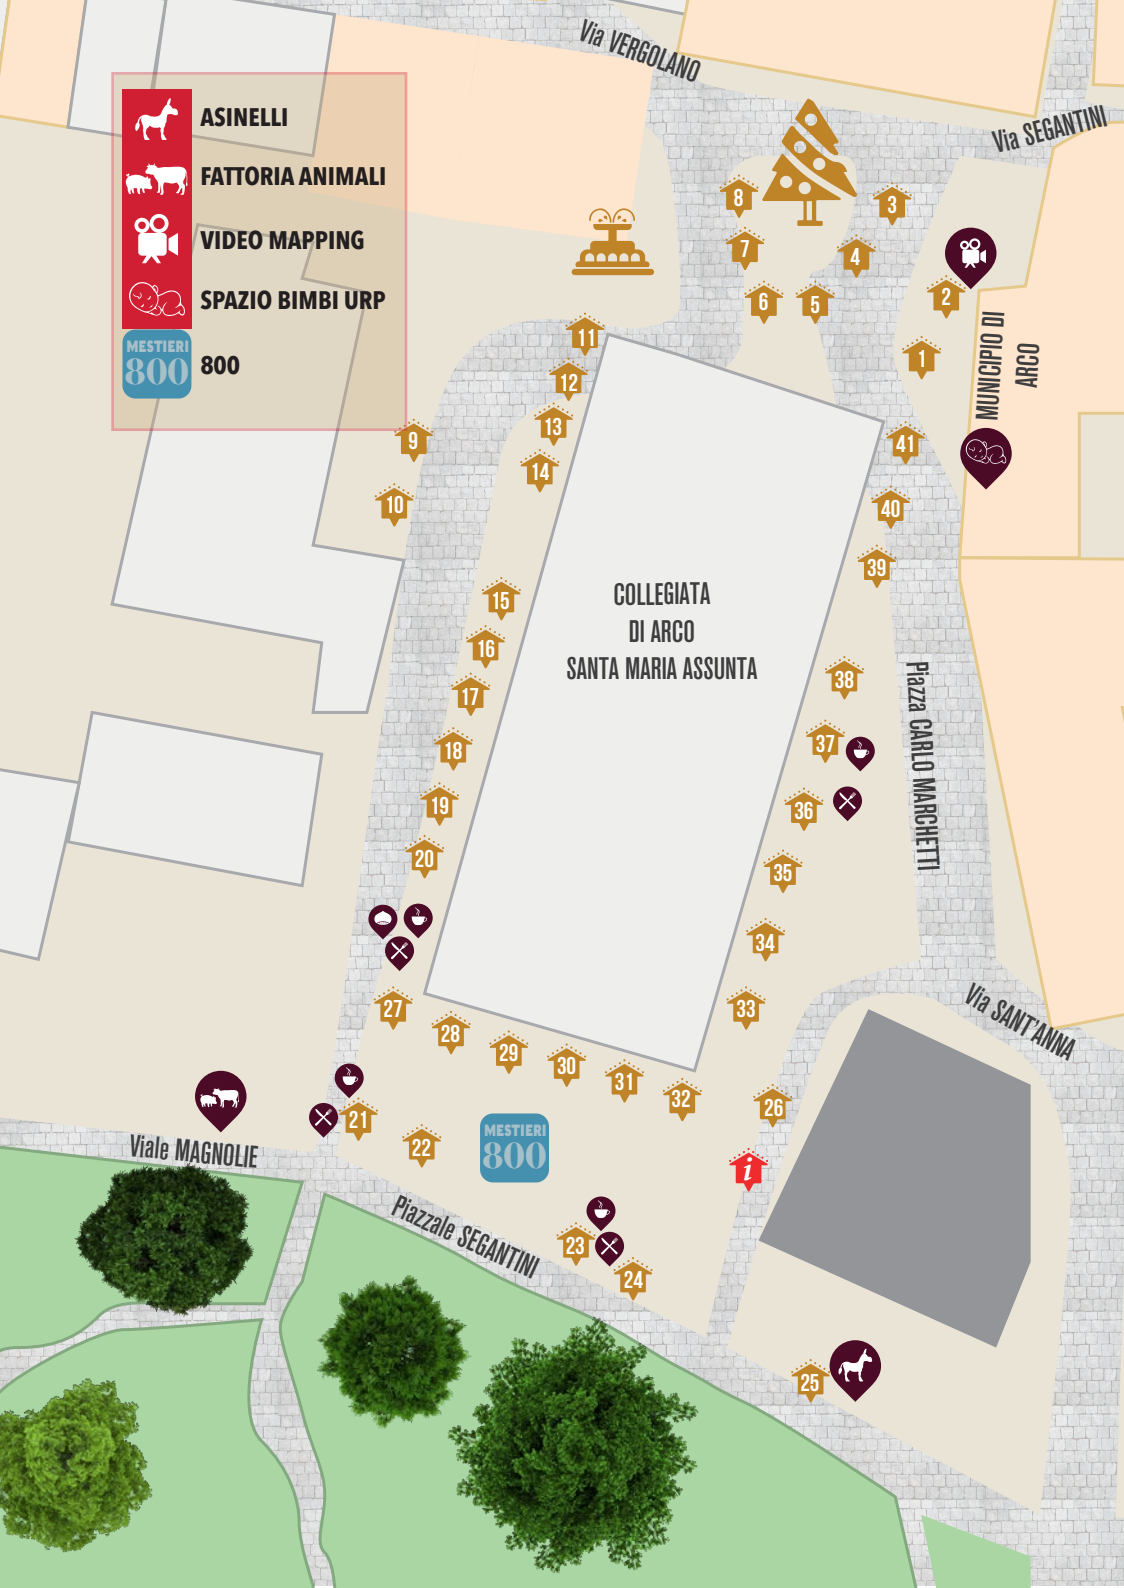 Via VERGOLANO
Via SEGANTINI
ASINELLI
FATTORIA ANIMALI
VIDEO MAPPING
SPAZIO BIMBI URP
MESTIERI
800
800
8
3
7
4
6
5
2
1
MUNICIPIO DI
ARCO
11
12
13
14
9
10
41
40
39
COLLEGIATA
DI ARCO
SANTA MARIA ASSUNTA
15
16
17
18
19
20
38
37
36
35
34
33
Piazza CARLO MARCHETTI
Via SANT'ANNA
27
28
29
30
31
32
26
21
22
MESTIERI
800
i
Viale MAGNOLIE
Piazzale SEGANTINI
23
24
25